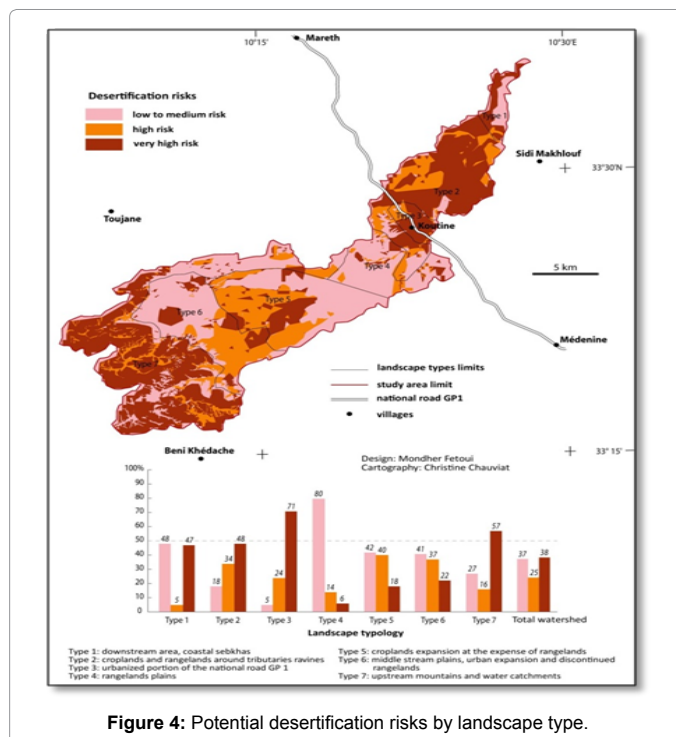 10°15'
10°30'
Mareth
Desertification risks
low to medium risk
high risk
very high risk
Type 1
Sidi Makhlouf
33°30'N
Type 2
Toujane
Type 3
Koutine
Type 4
5 km
Type 5
Type 6
Médenine
landscape types limits
study area limit
national road GP1
villages
Beni Khédache
33° 15'
Design: Mondher Fetoui
Cartography: Christine Chauviat
100%
90
80
70
60
50
40
30
20
10
0
48 5 47
18 34 48
5 24 71
80 14 6
42 40 18
41 37 22
27 16 57
37 25 38
Type 1 Type 2 Type 3 Type 4 Type 5 Type 6 Type 7 Total watershed
Landscape typology
Type 1: downstream area, coastal sebkhas
Type 2: croplands and rangelands around tributaries ravines
Type 3: urbanized portion of the national road GP 1
Type 4: rangelands plains
Type 5: croplands expansion at the expense of rangelands
Type 6: middle stream plains, urban expansion and discontinued
rangelands
Type 7: upstream mountains and water catchments
Figure 4: Potential desertification risks by landscape type.